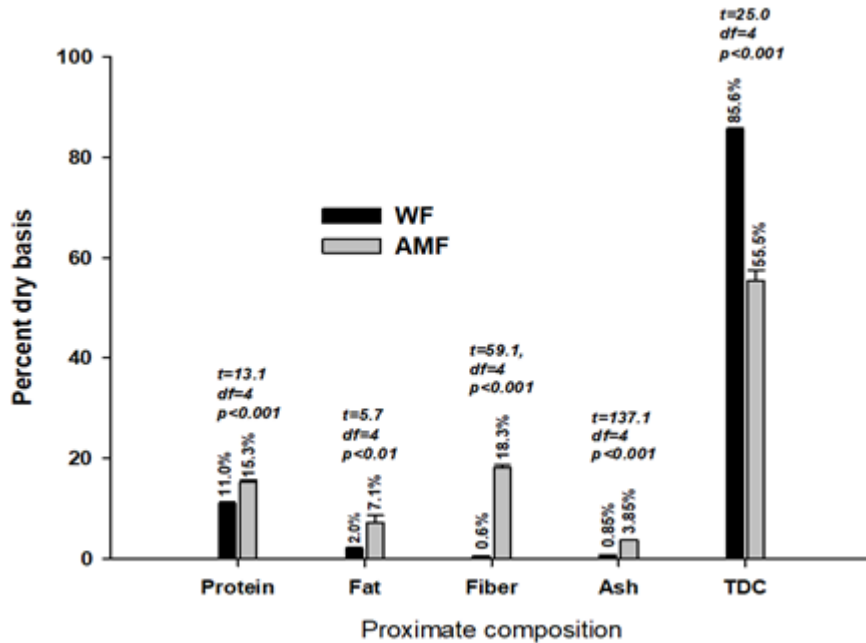 t=25.0
df=4
p<0.001
100
85.6%
80
WF
AMF
60
55.5%
Percent dry basis
40
t=13.1
df=4
p<0.001
t=5.7
df=4
p<0.01
t=59.1,
df=4
p<0.001
t=137.1
df=4
p<0.001
20
11.0%
15.3%
2.0%
7.1%
0.6%
18.3%
0.85%
3.85%
0
Protein
Fat
Fiber
Ash
TDC
Proximate composition